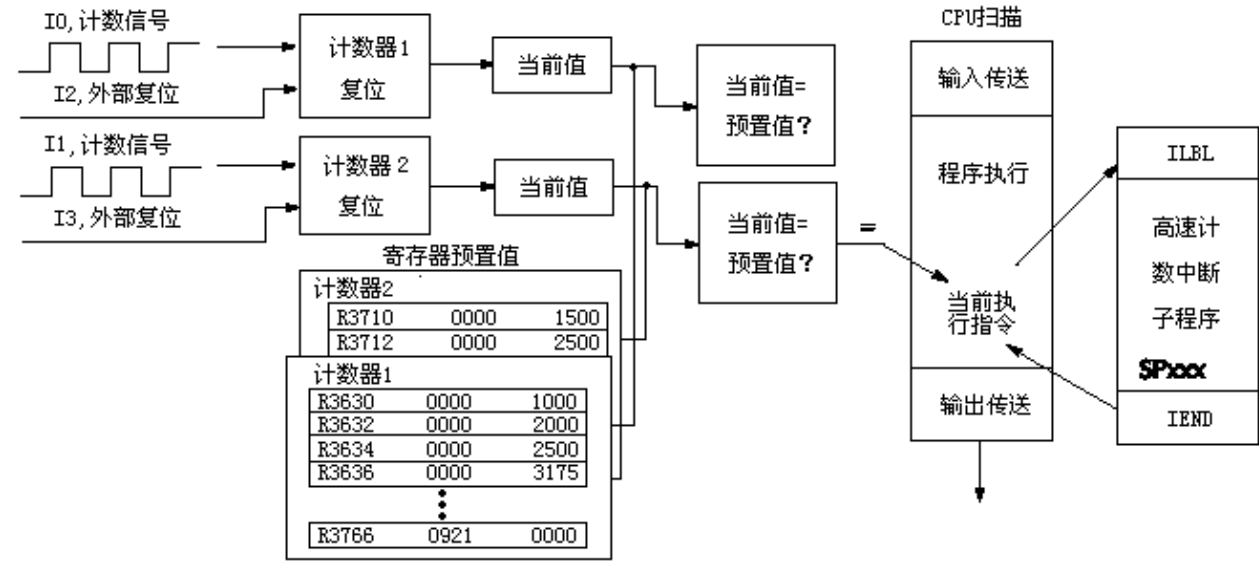 I0,计数信号
I2,外部复位
计数器1
复位
当前值
当前值=
预置值?
I1,计数信号
I3,外部复位
计数器2
复位
当前值
当前值=
预置值?
=
寄存器预置值
计数器2
R3710 0000 1500
R3712 0000 2500
计数器1
R3630 0000 1000
R3632 0000 2000
R3634 0000 2500
R3636 0000 3175
R3766 0921 0000
CPU扫描
输入传送
程序执行
当前执
行指令
输出传送
ILBL
高速计
数中断
子程序
SPxxx
IEND